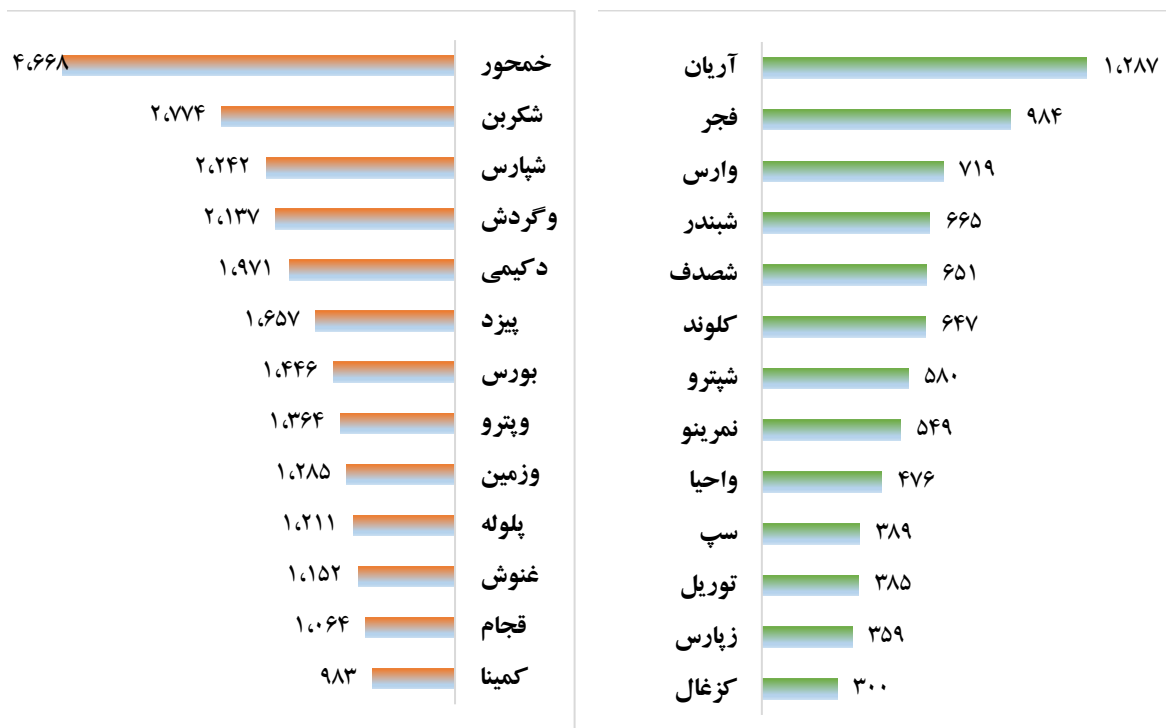 آریان ۱،۲۸۷
فجر ۹۸۴
وارس ۷۱۹
شبندر ۶۶۵
شصدف ۶۵۱
کلوند ۶۴۷
شپترو ۵۸۰
نمرینو ۵۴۹
واحیا ۴۷۶
سپ ۳۸۹
توریل ۳۸۵
زپارس ۳۵۹
کزغال ۳۰۰
خمحور ۴،۶۶۸
شکربن ۲،۷۷۴
شپارس ۲،۲۴۲
وگردش ۲،۱۳۷
دکیمی ۱،۹۷۱
پیزد ۱،۶۵۷
بورس ۱،۴۴۶
وپترو ۱،۳۶۴
وزمین ۱،۲۸۵
پلوله ۱،۲۱۱
غنوش ۱،۱۵۲
قجام ۱،۰۶۴
کمینا ۹۸۳